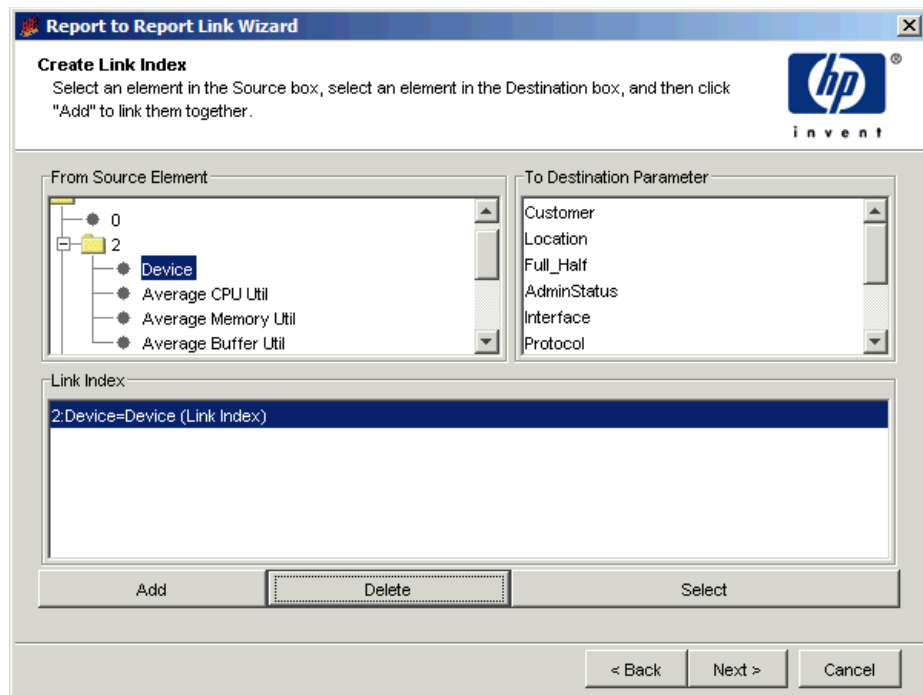 Report to Report Link Wizard
Create Link Index
Select an element in the Source box, select an element in the Destination box, and then click
"Add" to link them together.
hp
®
invent
From Source Element
0
2
Device
Average CPU Util
Average Memory Util
Average Buffer Util
To Destination Parameter
Customer
Location
Full_Half
AdminStatus
Interface
Protocol
Link Index
2:Device=Device (Link Index)
Add
Delete
Select
< Back
Next >
Cancel